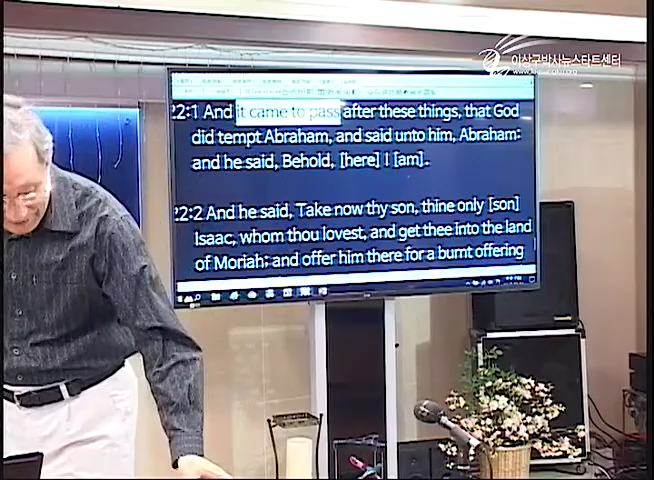 이상구박사뉴스타트센터
22:1 And it came to pass after these things, that God
did tempt Abraham, and said unto him, Abraham:
and he said, Behold, [here] I [am].
22:2 And he said, Take now thy son, thine only [son]
Isaac, whom thou lovest, and get thee into the land
of Moriah; and offer him there for a burnt offering